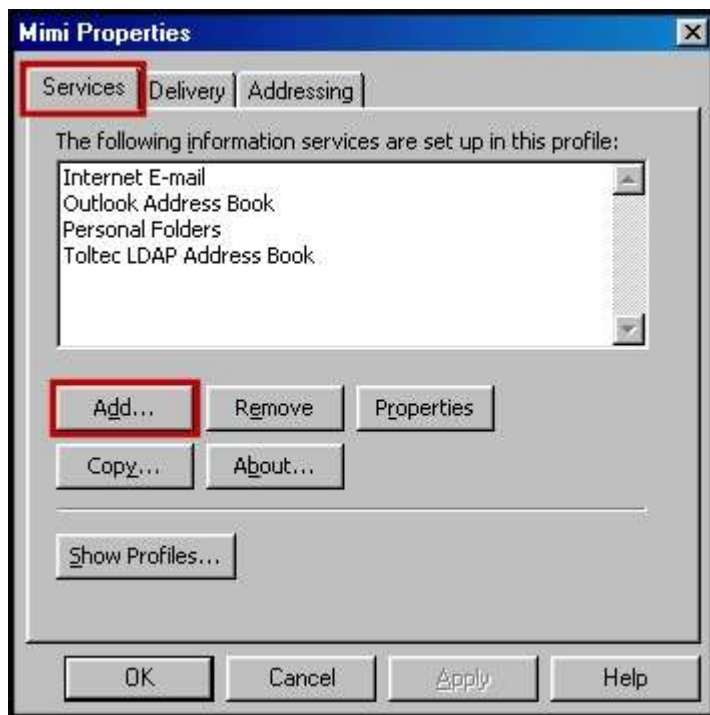 Mimi Properties
Services Delivery Addressing
The following information services are set up in this profile:
Internet E-mail
Outlook Address Book
Personal Folders
Toltec LDAP Address Book
Add... Remove Properties
Copy... About...
Show Profiles...
OK Cancel Apply Help